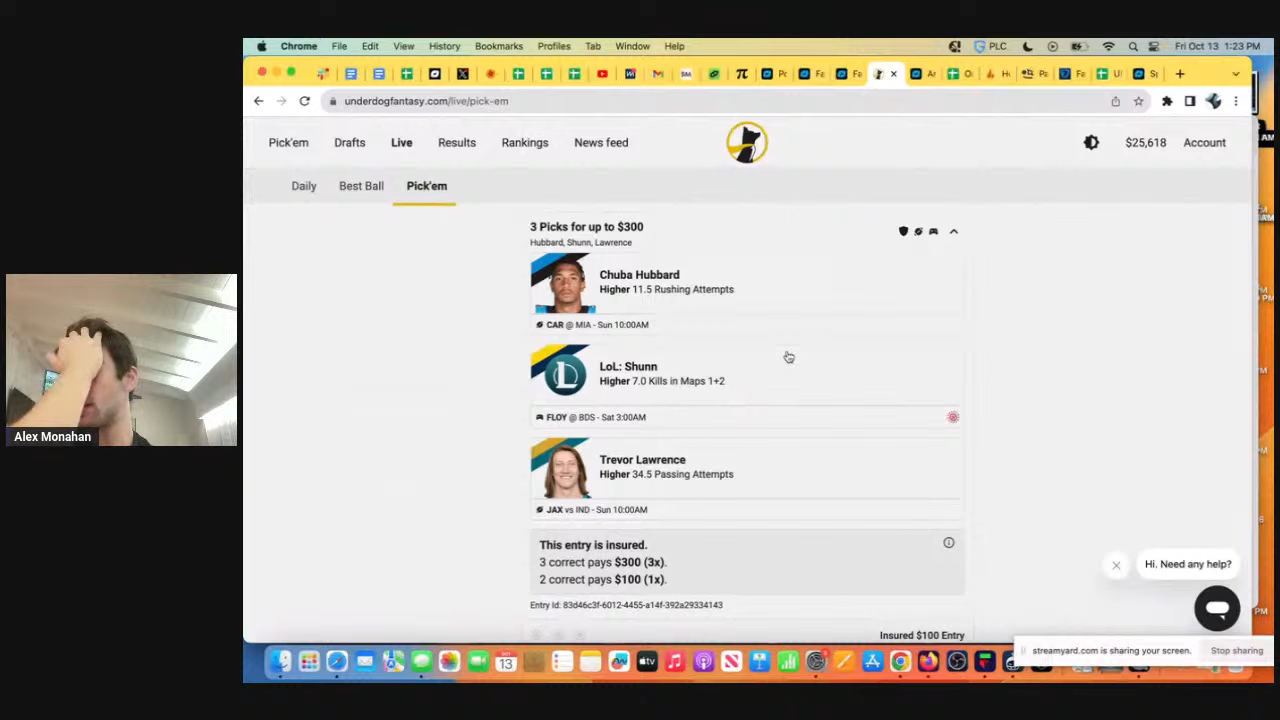 Chrome File Edit View History Bookmarks Profiles Tab Window Help PLC Fri Oct 13 1:23 PM
underdogfantasy.com/live/pick-em
Pick'em Drafts Live Results Rankings News feed $25,618 Account
Daily Best Ball Pick'em
3 Picks for up to $300
Hubbard, Shunn, Lawrence
Chuba Hubbard
Higher 11.5 Rushing Attempts
CAR @ MIA - Sun 10:00AM
LoL: Shunn
Higher 7.0 Kills in Maps 1+2
FLOY @ BDS - Sat 3:00AM
Trevor Lawrence
Higher 34.5 Passing Attempts
JAX vs IND - Sun 10:00AM
This entry is insured.
3 correct pays $300 (3x).
2 correct pays $100 (1x).
Entry Id: 83d46c3f-6012-4455-a14f-392a29334143
Insured $100 Entry
Hi. Need any help?
streamyard.com is sharing your screen. Stop sharing
Alex Monahan